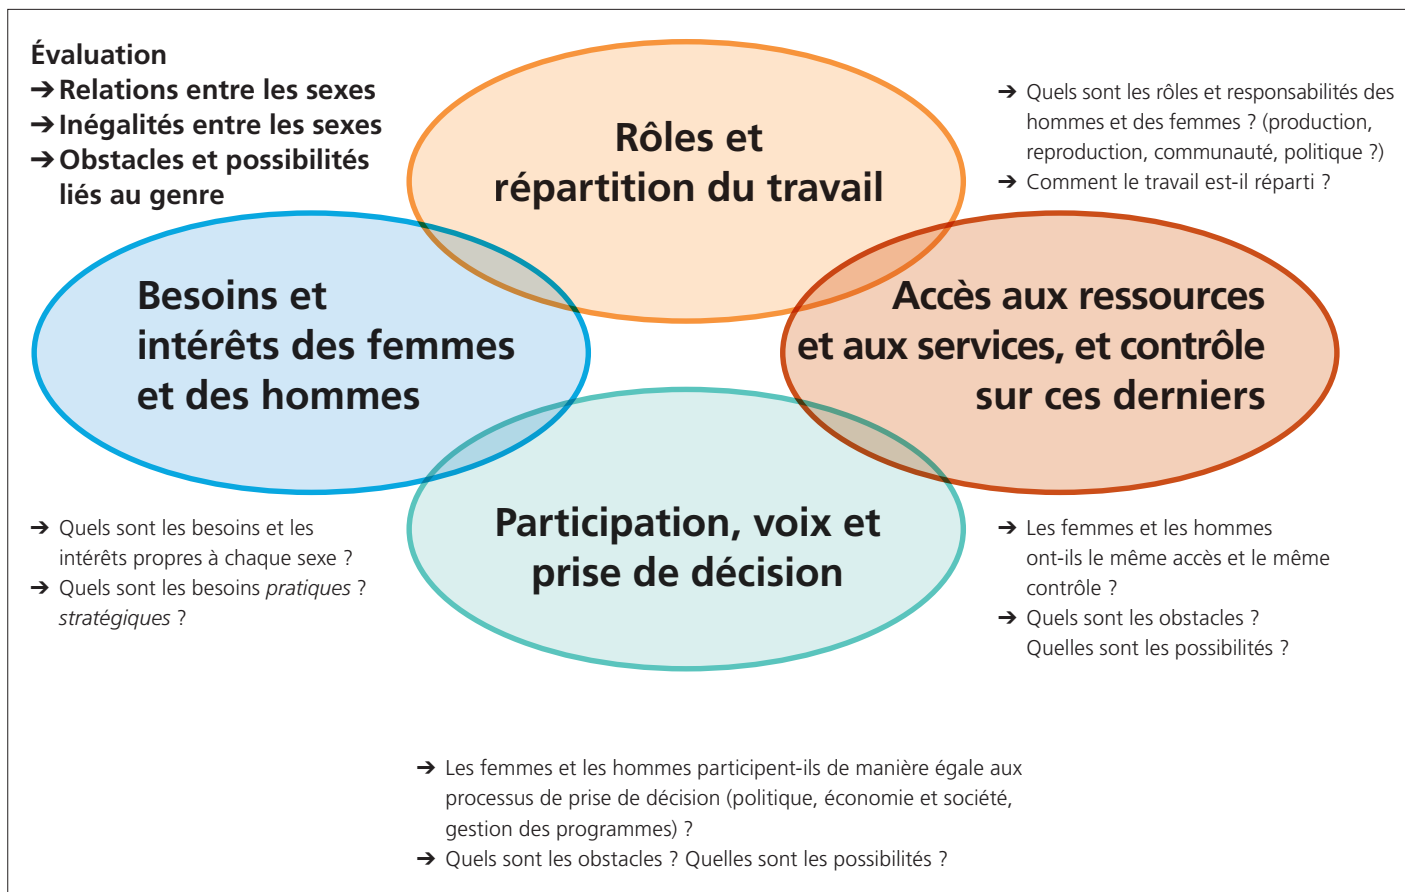 Évaluation
➔ Relations entre les sexes
➔ Inégalités entre les sexes
➔ Obstacles et possibilités
liés au genre
Rôles et
répartition du travail
➔ Quels sont les rôles et responsabilités des
hommes et des femmes ? (production,
reproduction, communauté, politique ?)
➔ Comment le travail est-il réparti ?
Besoins et
intérêts des femmes
et des hommes
Accès aux ressources
et aux services, et contrôle
sur ces derniers
➔ Quels sont les besoins et les
intérêts propres à chaque sexe ?
➔ Quels sont les besoins pratiques ?
stratégiques ?
Participation, voix et
prise de décision
➔ Les femmes et les hommes
ont-ils le même accès et le même
contrôle ?
➔ Quels sont les obstacles ?
Quelles sont les possibilités ?
➔ Les femmes et les hommes participent-ils de manière égale aux
processus de prise de décision (politique, économie et société,
gestion des programmes) ?
➔ Quels sont les obstacles ? Quelles sont les possibilités ?